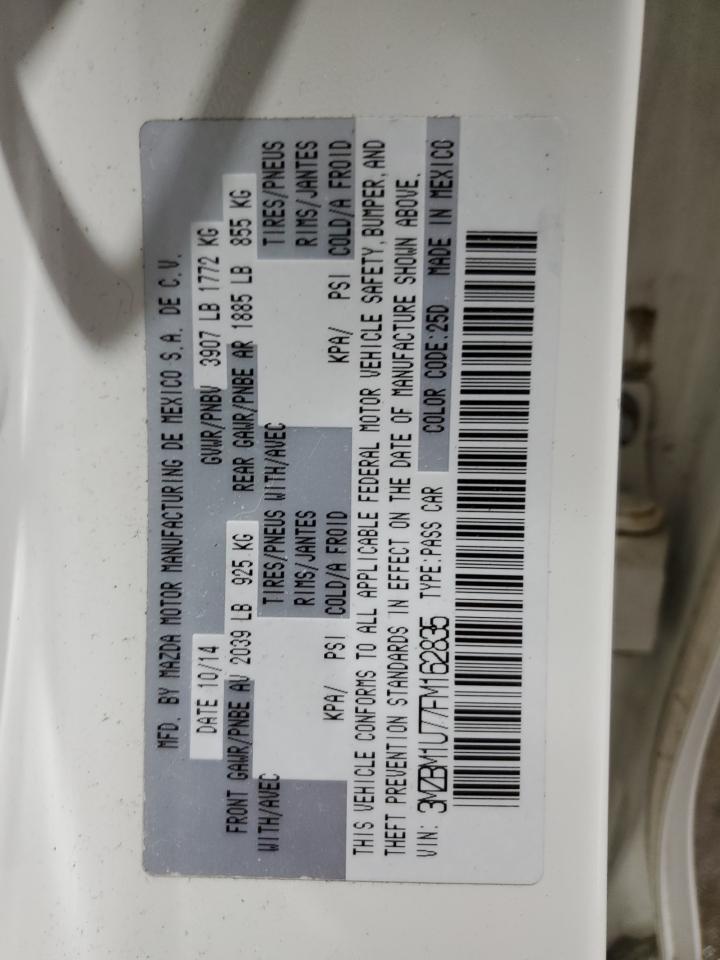 MFD. BY MAZDA MOTOR MANUFACTURING DE MEXICO S.A. DE C.V.
DATE 10/14 GVWR/PNBV 3907 LB 1772 KG
FRONT GAWR/PNBE AV 2039 LB 925 KG REAR GAWR/PNBE AR 1885 LB 855 KG
WITH/AVEC TIRES/PNEUS WITH/AVEC TIRES/PNEUS
RIMS/JANTES RIMS/JANTES
KPA/ PSI COLD/A FROID KPA/ PSI COLD/A FROID
THIS VEHICLE CONFORMS TO ALL APPLICABLE FEDERAL MOTOR VEHICLE SAFETY, BUMPER, AND
THEFT PREVENTION STANDARDS IN EFFECT ON THE DATE OF MANUFACTURE SHOWN ABOVE.
VIN: 3MZBM1U77FM162835 TYPE:PASS CAR COLOR CODE:25D MADE IN MEXICO